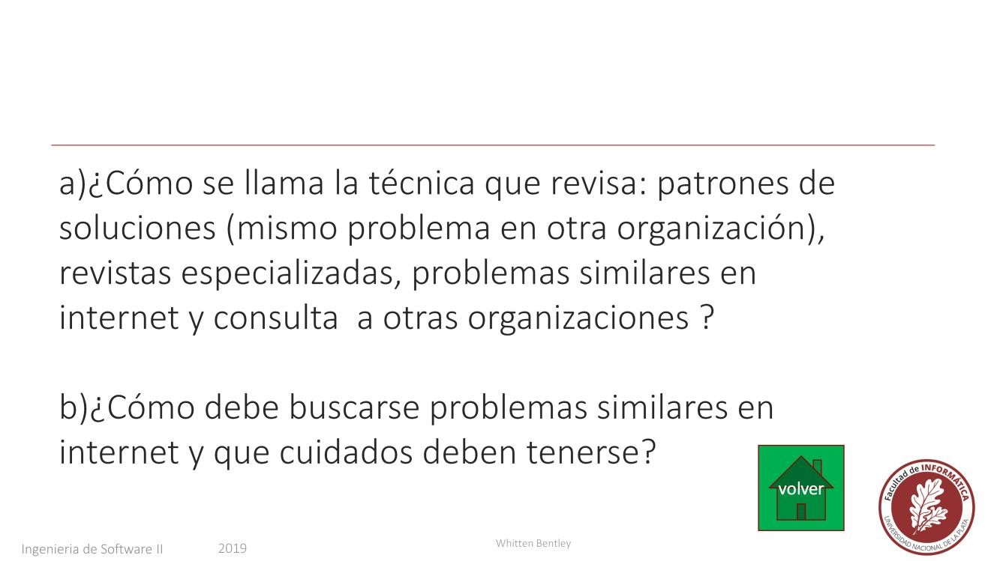 a)¿Cómo se llama la técnica que revisa: patrones de
soluciones (mismo problema en otra organización),
revistas especializadas, problemas similares en
internet y consulta  a otras organizaciones ?
b)¿Cómo debe buscarse problemas similares en
internet y que cuidados deben tenerse?
volver
Facultad de INFORMÁTICA
UNIVERSIDAD NACIONAL DE LA PLATA
Ingenieria de Software II
2019
Whitten Bentley